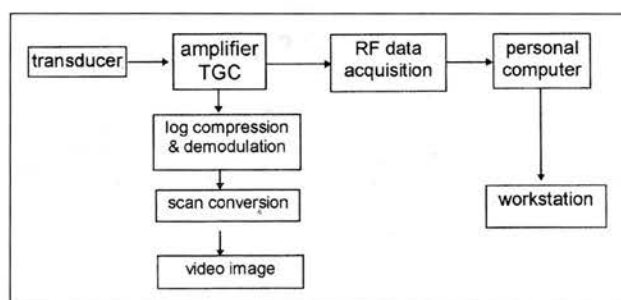 transducer
amplifier
TGC
RF data
acquisition
personal
computer
log compression
& demodulation
scan conversion
workstation
video image